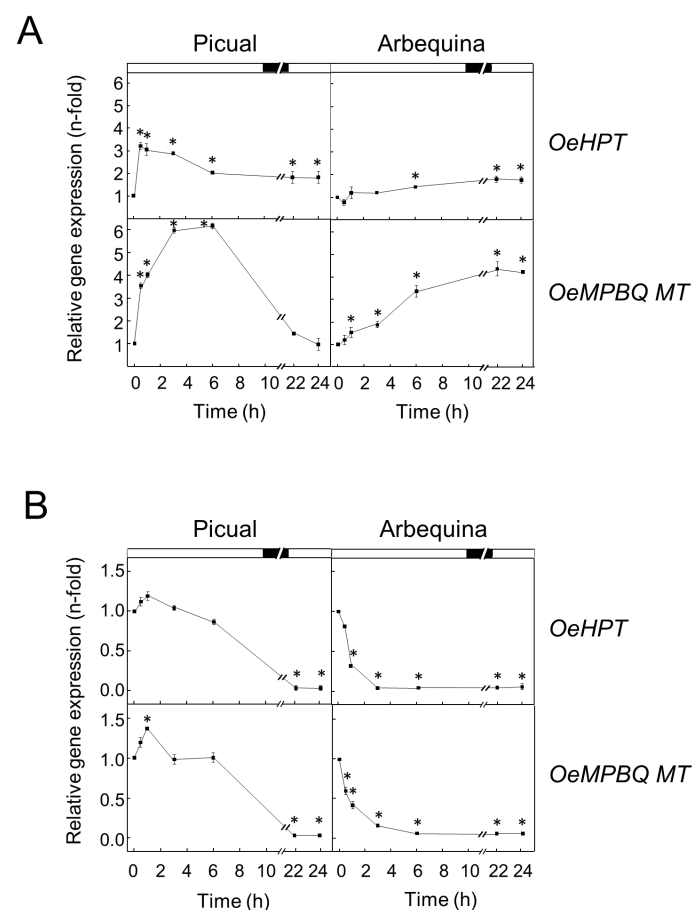 A
Picual Arbequina
Relative gene expression (n-fold)
6
5
4
3
2
1
* * * * * *
* * *
OeHPT
6
5
4
3
2
1
* * * *
* * * * *
OeMPBQ MT
0 2 4 6 8 10 22 24 0 2 4 6 8 10 22 24
Time (h) Time (h)
B
Picual Arbequina
Relative gene expression (n-fold)
1.5
1.0
0.5
0.0
* *
* * * * *
OeHPT
1.5
1.0
0.5
0.0
* * *
* * * * * *
OeMPBQ MT
0 2 4 6 8 10 22 24 0 2 4 6 8 10 22 24
Time (h) Time (h)